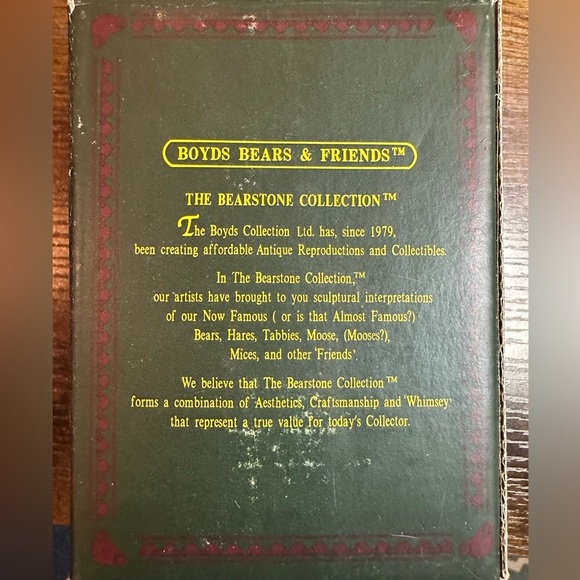 BOYDS BEARS & FRIENDS™
THE BEARSTONE COLLECTION™
The Boyds Collection Ltd. has, since 1979,
been creating affordable Antique Reproductions and Collectibles.
In The Bearstone Collection,™
our artists have brought to you sculptural interpretations
of our Now Famous ( or is that Almost Famous?)
Bears, Hares, Tabbies, Moose, (Mooses?),
Mices, and other 'Friends'.
We believe that The Bearstone Collection™
forms a combination of 'Aesthetics, Craftsmanship and 'Whimsey'
that represent a true value for today's Collector.